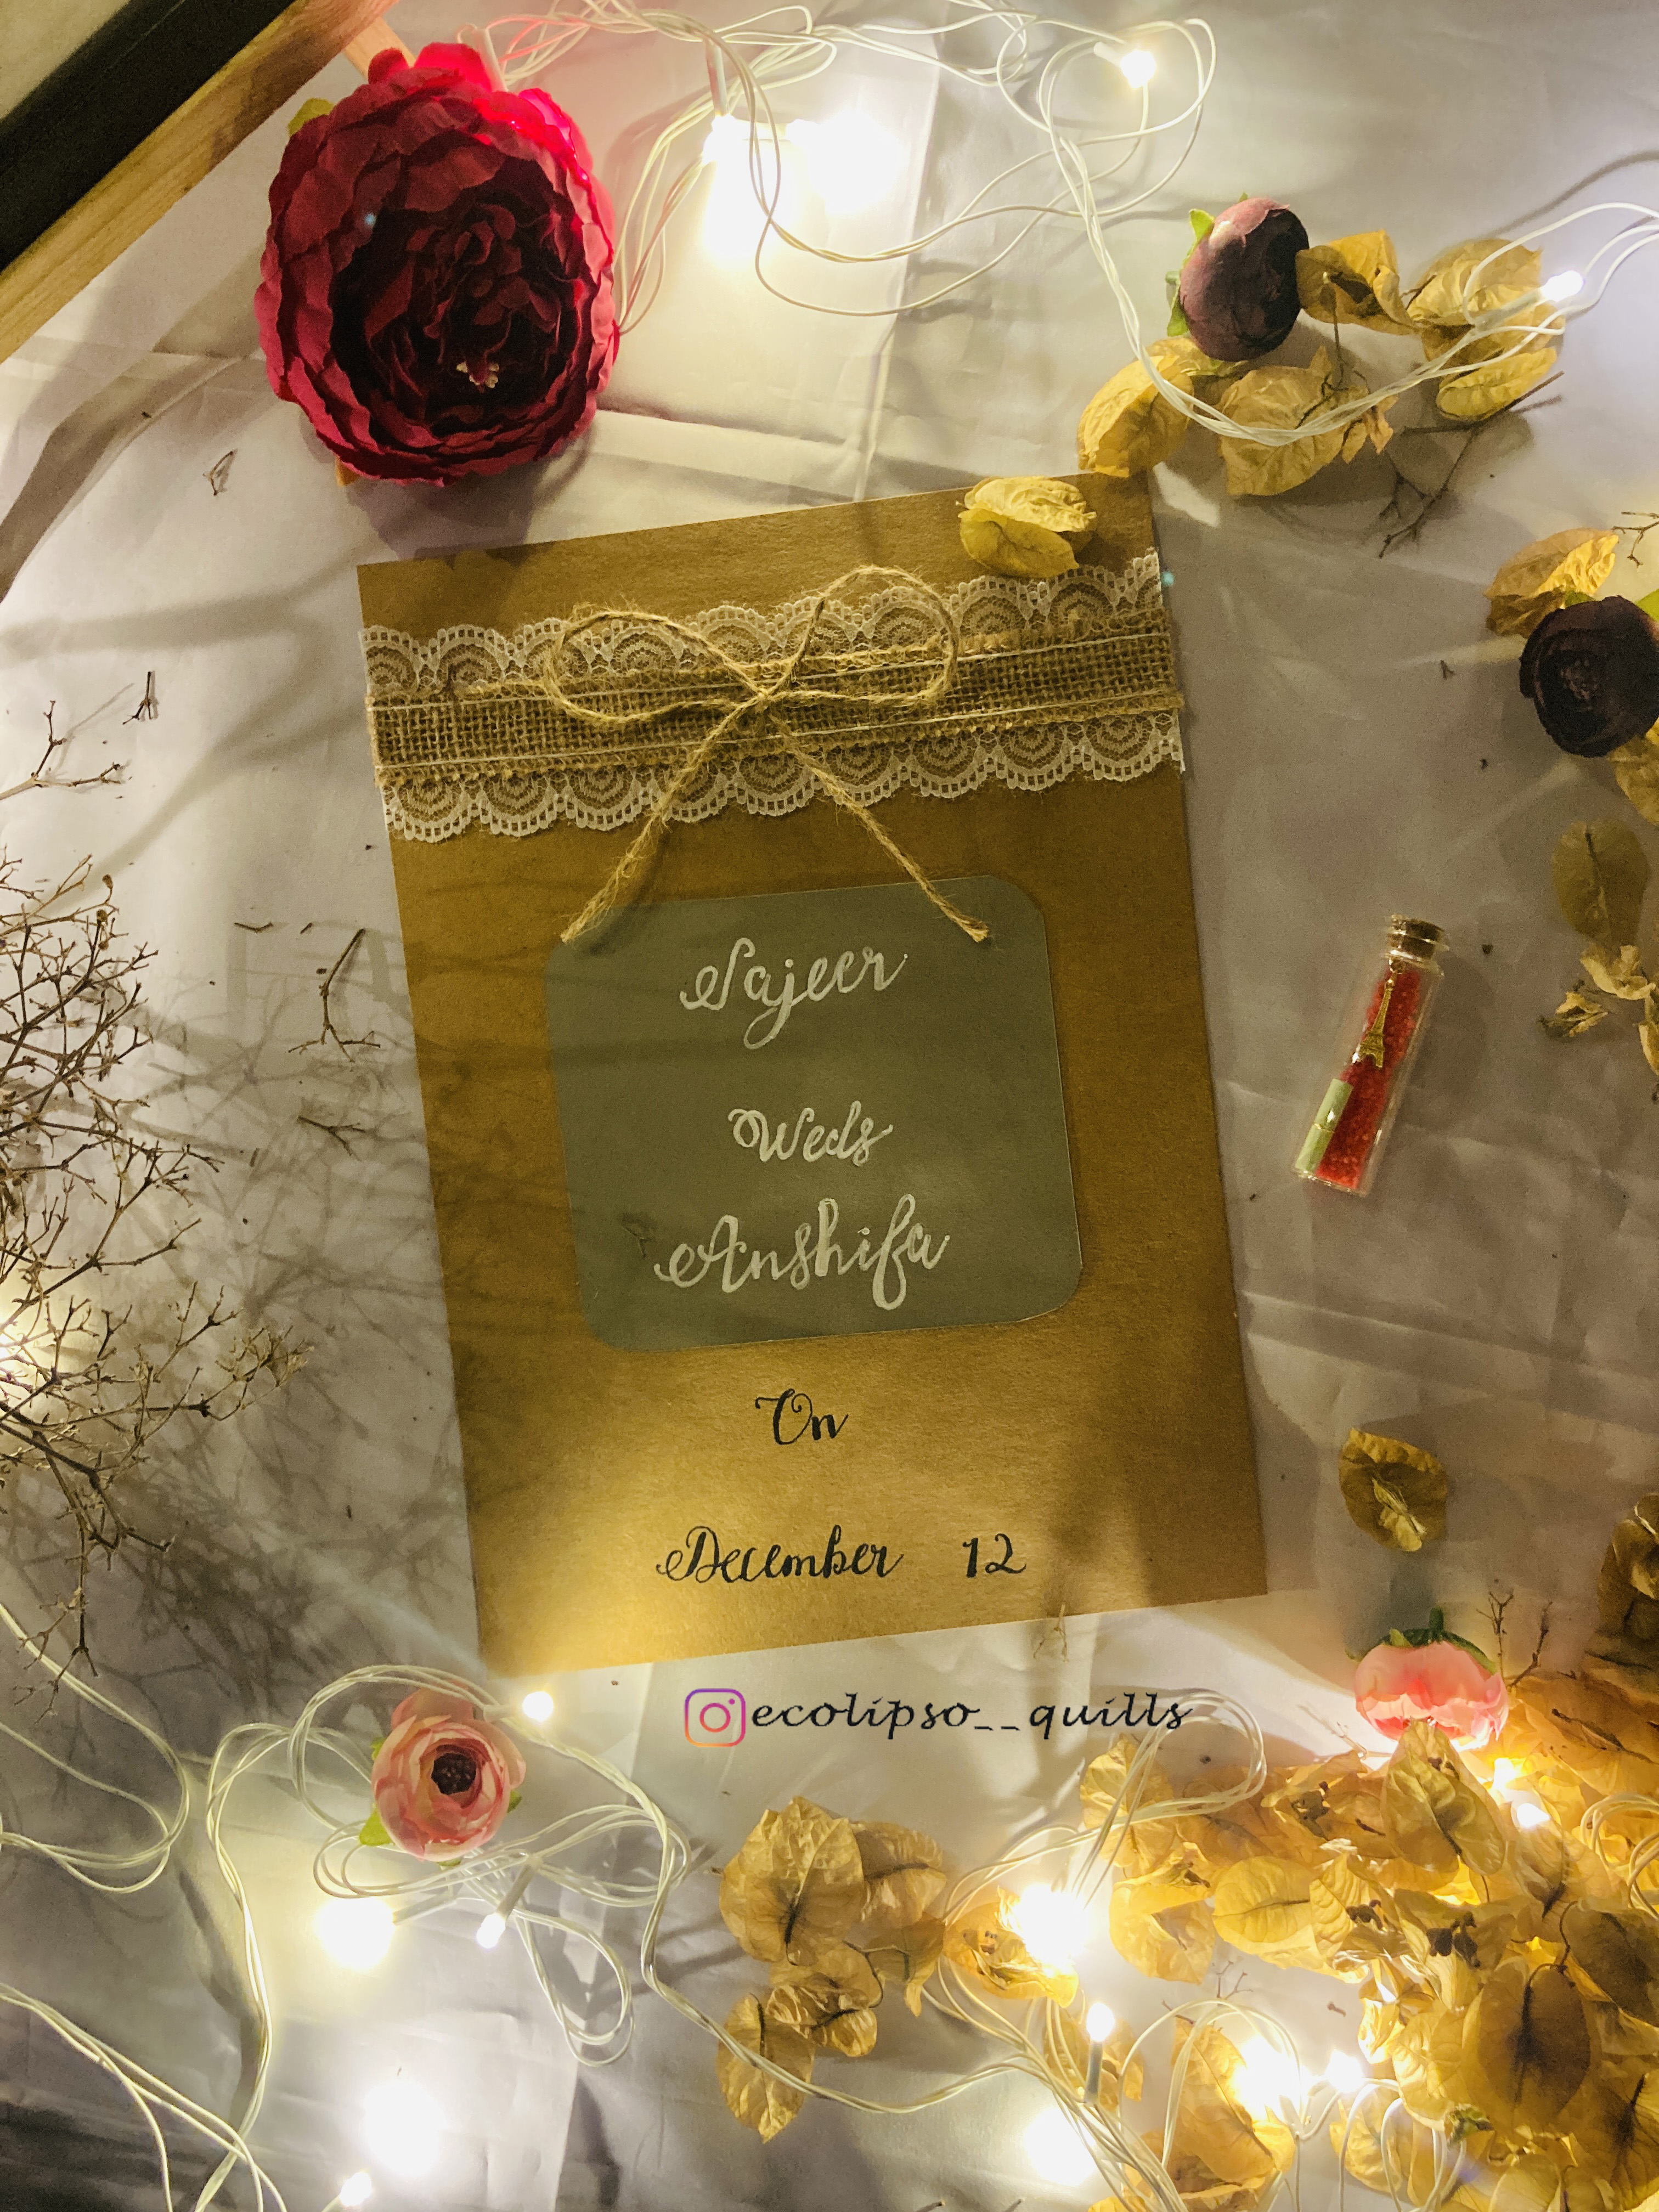 Sajeer
Weds
Anshifa
On
December 12
ecolipso__quills